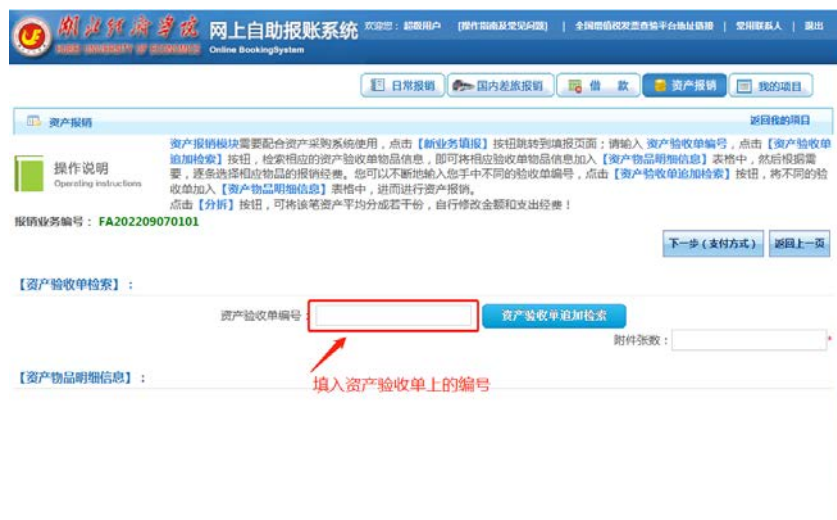 湖北经济学院 网上自助报账系统 欢迎您：超级用户 [操作指南及常见问题] | 全国增值税发票查验平台地址链接 | 常用联系人 | 退出
HUBEI UNIVERSITY OF ECONOMICS Online BookingSystem
日常报销 国内差旅报销 借 款 资产报销 我的项目
资产报销 返回我的项目
资产报销模块需要配合资产采购系统使用，点击【新业务填报】按钮跳转到填报页面；请输入 资产验收单编号，点击【资产验收单
追加检索】按钮，检索相应的资产验收单物品信息，即可将相应验收单物品信息加入【资产物品明细信息】表格中，然后根据需
要，逐条选择相应物品的报销经费。您可以不断地输入您手中不同的验收单编号，点击【资产验收单追加检索】按钮，将不同的验
收单加入【资产物品明细信息】表格中，进而进行资产报销。
点击【分拆】按钮，可将该笔资产平均分成若干份，自行修改金额和支出经费！
操作说明
Operating instructions
报销业务编号： FA202209070101
下一步（支付方式） 返回上一页
【资产验收单检索】：
资产验收单编号： 资产验收单追加检索
附件张数： *
填入资产验收单上的编号
【资产物品明细信息】：